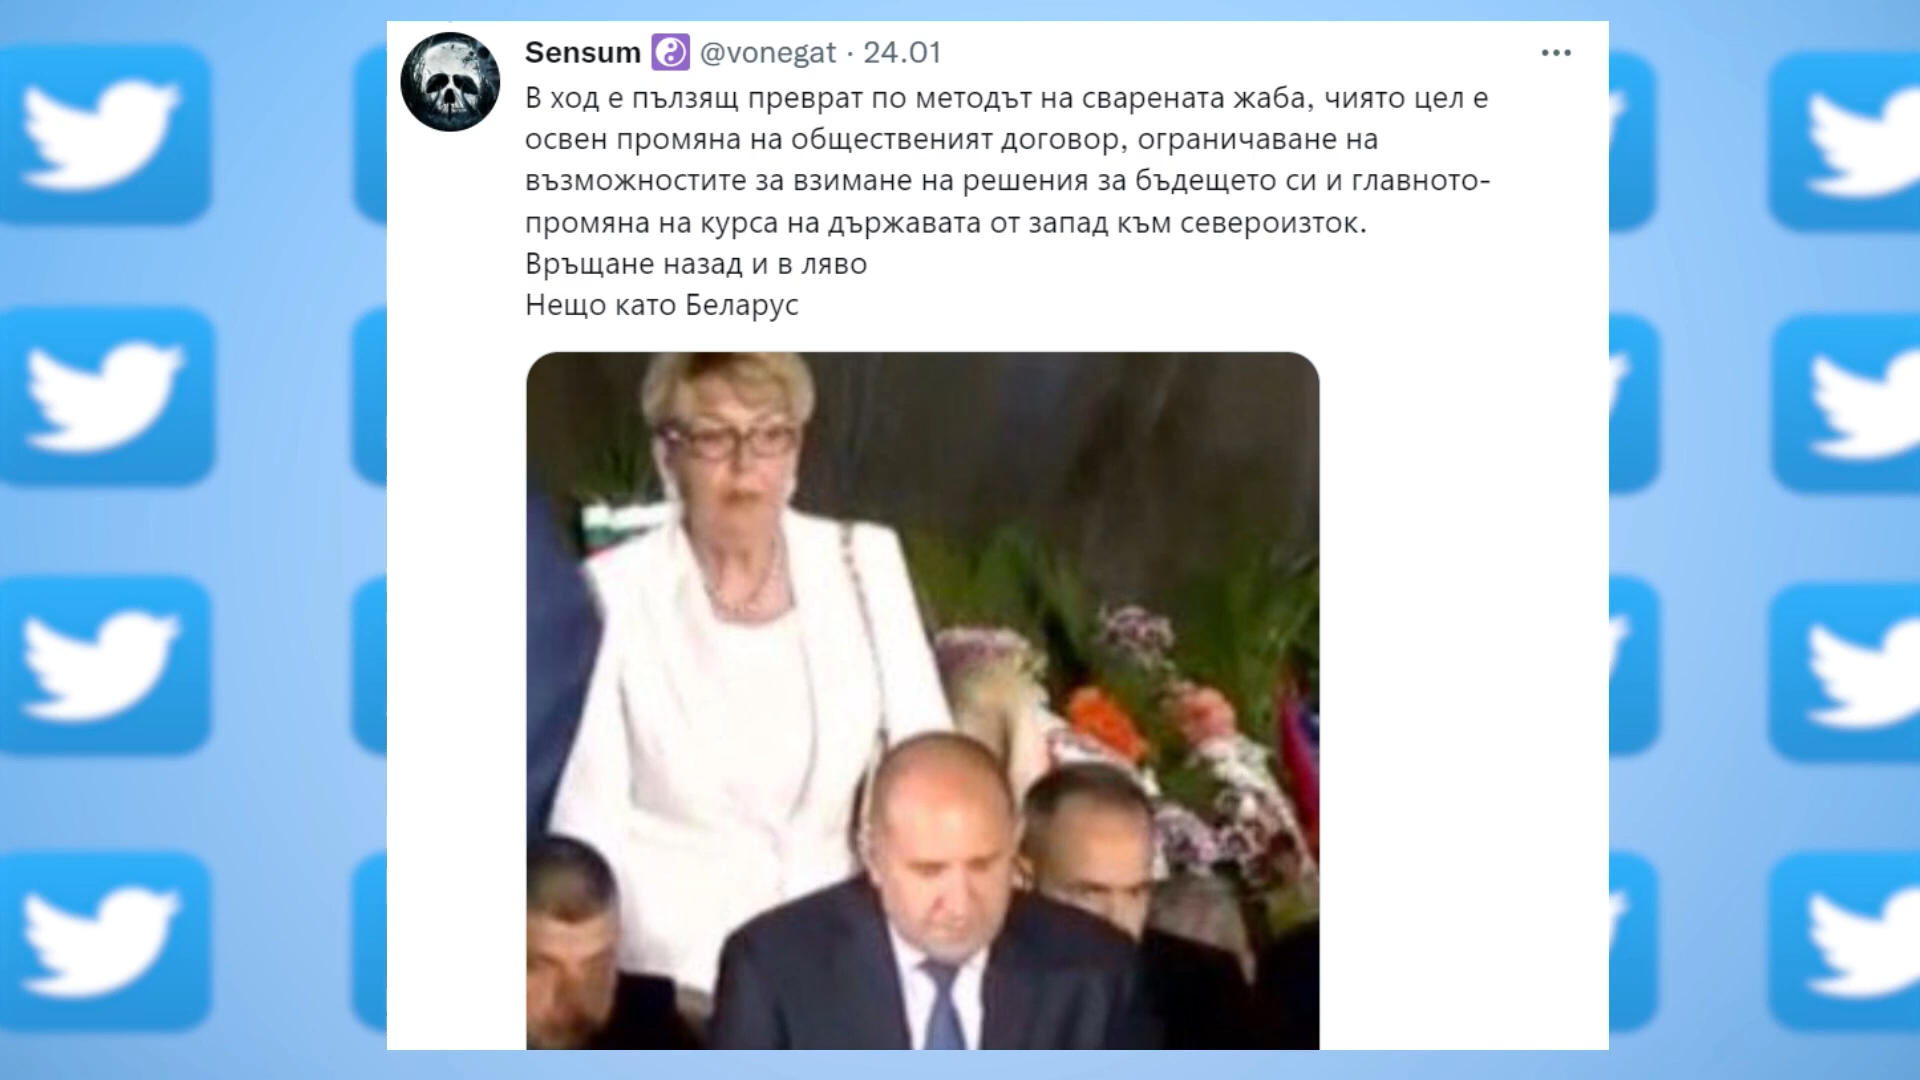 Sensum @vonegat · 24.01
В ход е пълзящ преврат по методът на сварената жаба, чиято цел е
освен промяна на общественият договор, ограничаване на
възможностите за взимане на решения за бъдещето си и главното-
промяна на курса на държавата от запад към североизток.
Връщане назад и в ляво
Нещо като Беларус